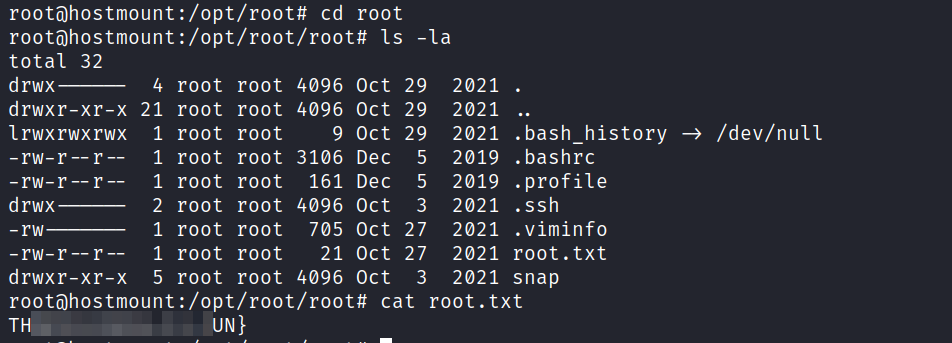 root@hostmount:/opt/root# cd root
root@hostmount:/opt/root/root# ls -la
total 32
drwx------  4 root root 4096 Oct 29  2021 .
drwxr-xr-x 21 root root 4096 Oct 29  2021 ..
lrwxrwxrwx  1 root root    9 Oct 29  2021 .bash_history -> /dev/null
-rw-r--r--  1 root root 3106 Dec  5  2019 .bashrc
-rw-r--r--  1 root root  161 Dec  5  2019 .profile
drwx------  2 root root 4096 Oct  3  2021 .ssh
-rw-------  1 root root  705 Oct 27  2021 .viminfo
-rw-r--r--  1 root root   21 Oct 27  2021 root.txt
drwxr-xr-x  5 root root 4096 Oct  3  2021 snap
root@hostmount:/opt/root/root# cat root.txt
TH UN}